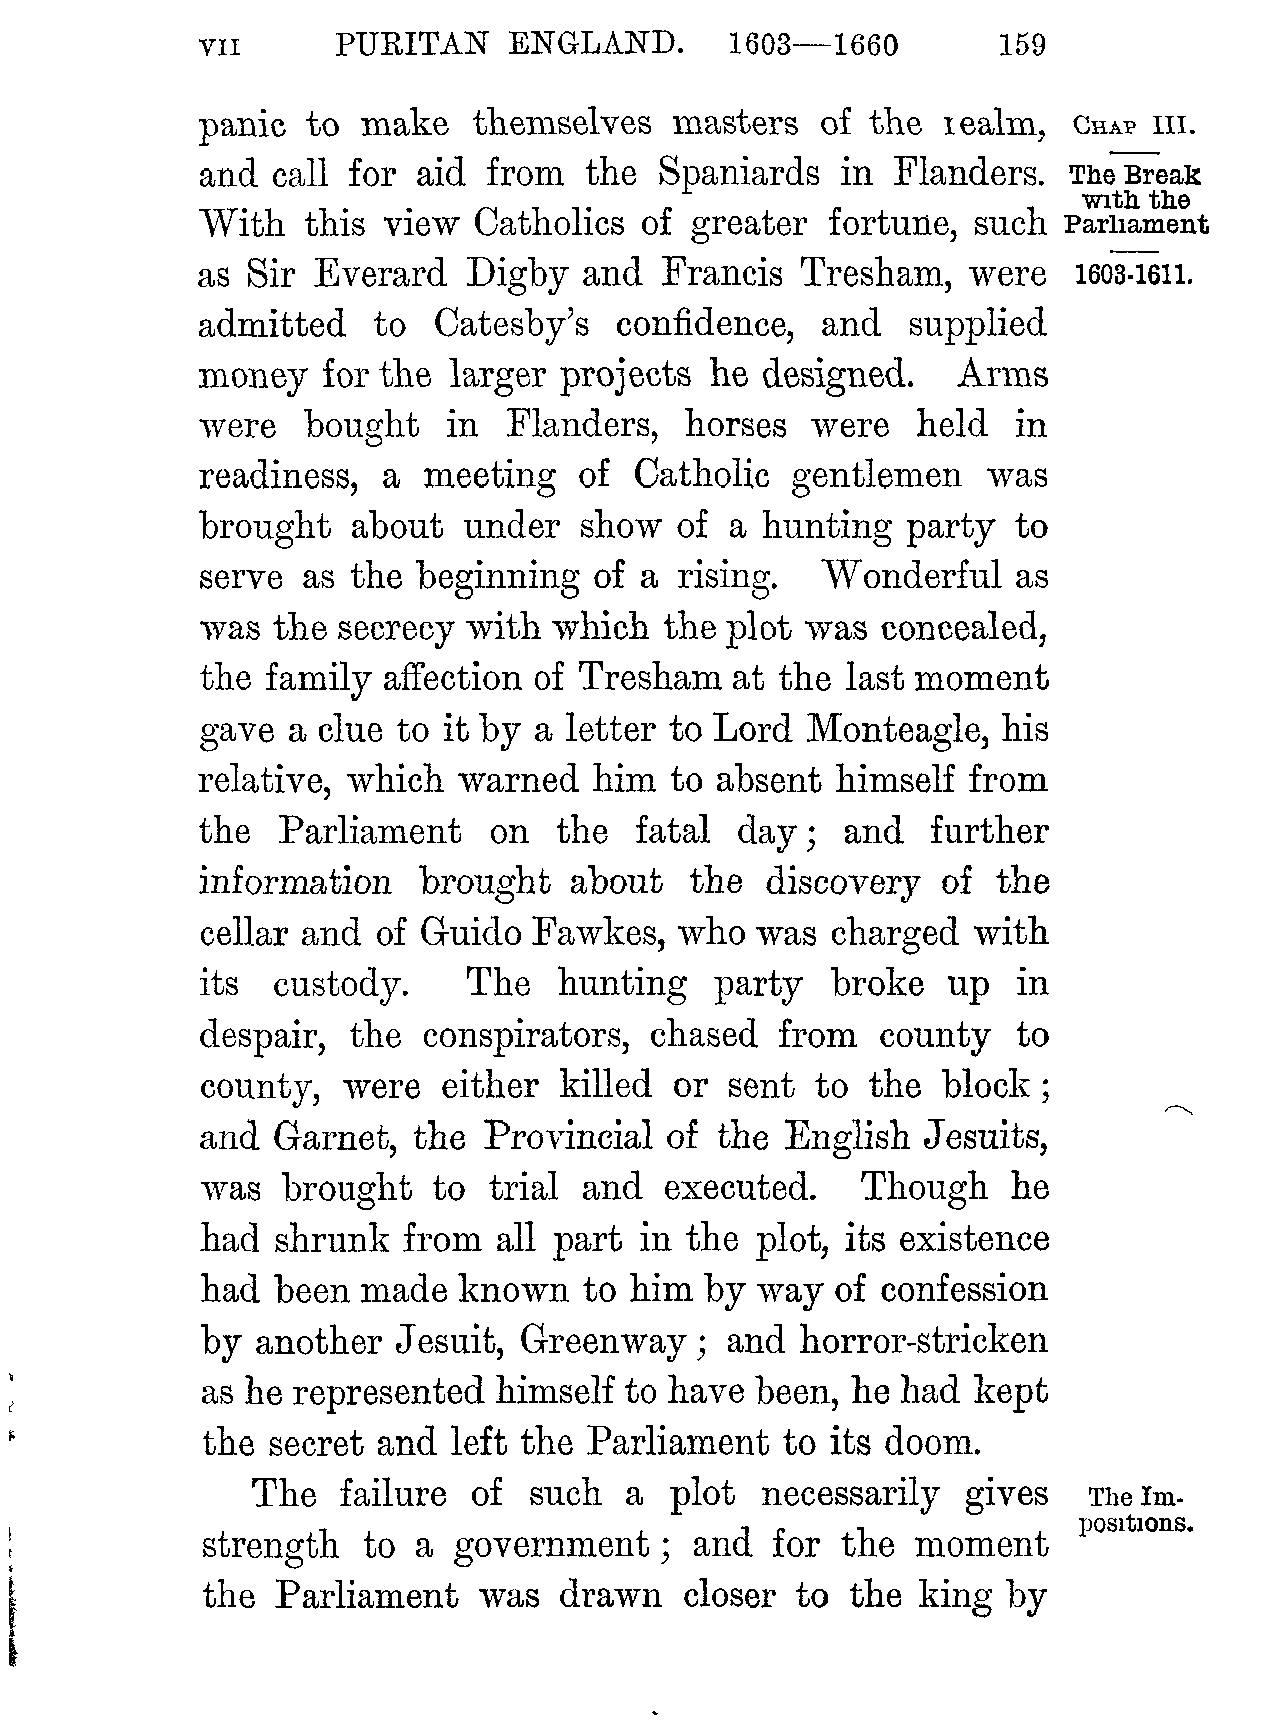 VII PURITAN ENGLAND. 1603—1660 159
panic to make themselves masters of the realm,
and call for aid from the Spaniards in Flanders.
With this view Catholics of greater fortune, such
as Sir Everard Digby and Francis Tresham, were
admitted to Catesby's confidence, and supplied
money for the larger projects he designed. Arms
were bought in Flanders, horses were held in
readiness, a meeting of Catholic gentlemen was
brought about under show of a hunting party to
serve as the beginning of a rising. Wonderful as
was the secrecy with which the plot was concealed,
the family affection of Tresham at the last moment
gave a clue to it by a letter to Lord Monteagle, his
relative, which warned him to absent himself from
the Parliament on the fatal day; and further
information brought about the discovery of the
cellar and of Guido Fawkes, who was charged with
its custody. The hunting party broke up in
despair, the conspirators, chased from county to
county, were either killed or sent to the block;
and Garnet, the Provincial of the English Jesuits,
was brought to trial and executed. Though he
had shrunk from all part in the plot, its existence
had been made known to him by way of confession
by another Jesuit, Greenway; and horror-stricken
as he represented himself to have been, he had kept
the secret and left the Parliament to its doom.
The failure of such a plot necessarily gives
strength to a government; and for the moment
the Parliament was drawn closer to the king by
CHAP III.
The Break
with the
Parliament
1603-1611.
The Im-
positions.